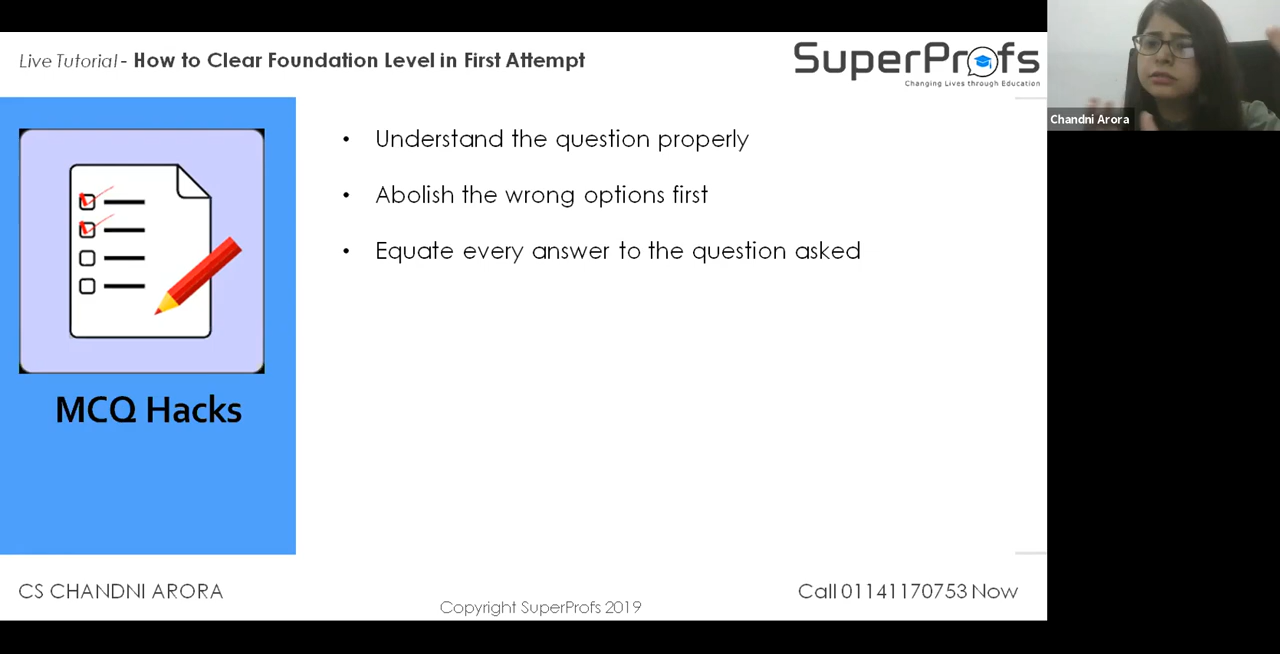 Live Tutorial - How to Clear Foundation Level in First Attempt
SuperProfs
Changing Lives through Education
Chandni Arora
• Understand the question properly
• Abolish the wrong options first
• Equate every answer to the question asked
MCQ Hacks
CS CHANDNI ARORA
Copyright SuperProfs 2019
Call 01141170753 Now